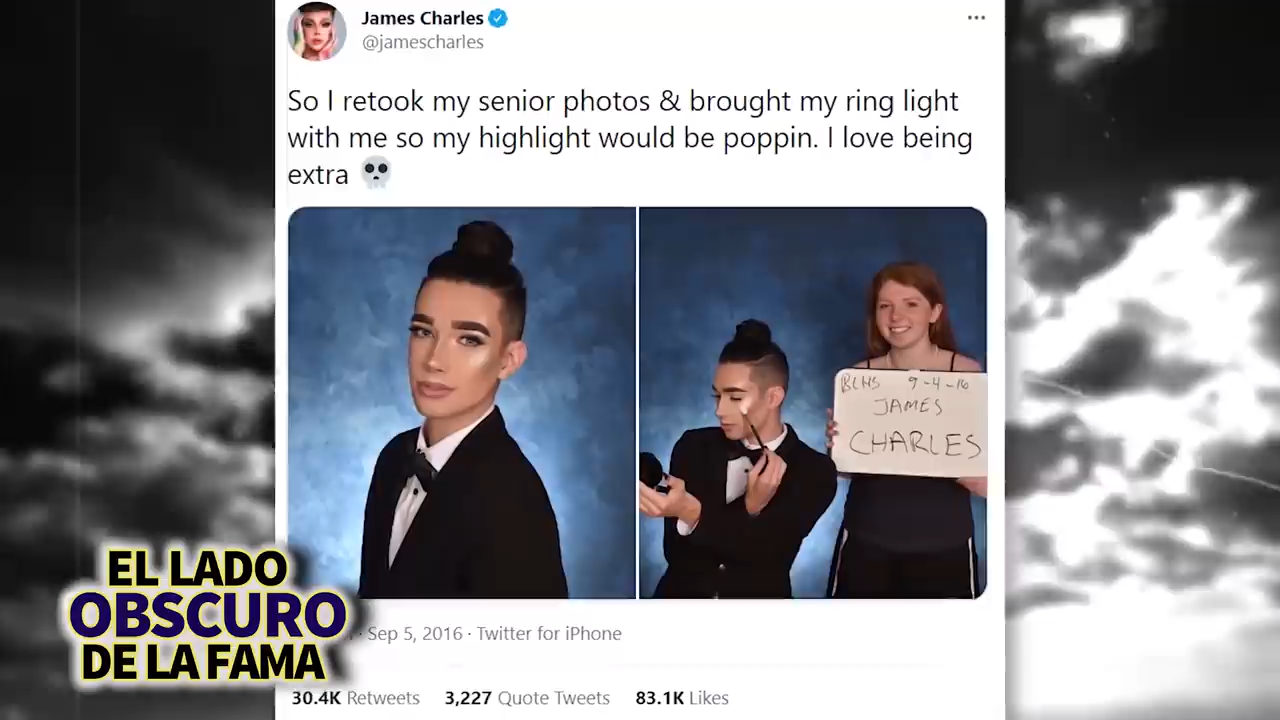 James Charles
@jamescharles
So I retook my senior photos & brought my ring light
with me so my highlight would be poppin. I love being
extra 💀
BLHS 9-4-16
JAMES
CHARLES
EL LADO
OBSCURO
DE LA FAMA
· Sep 5, 2016 · Twitter for iPhone
30.4K Retweets 3,227 Quote Tweets 83.1K Likes